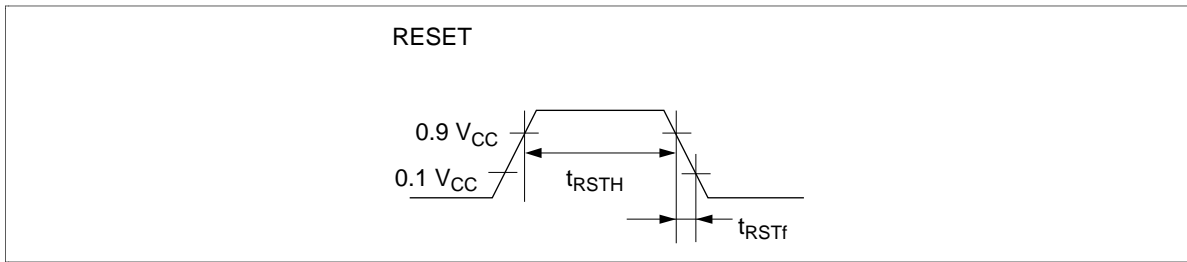 RESET
0.9 VCC
0.1 VCC
tRSTH
tRSTf